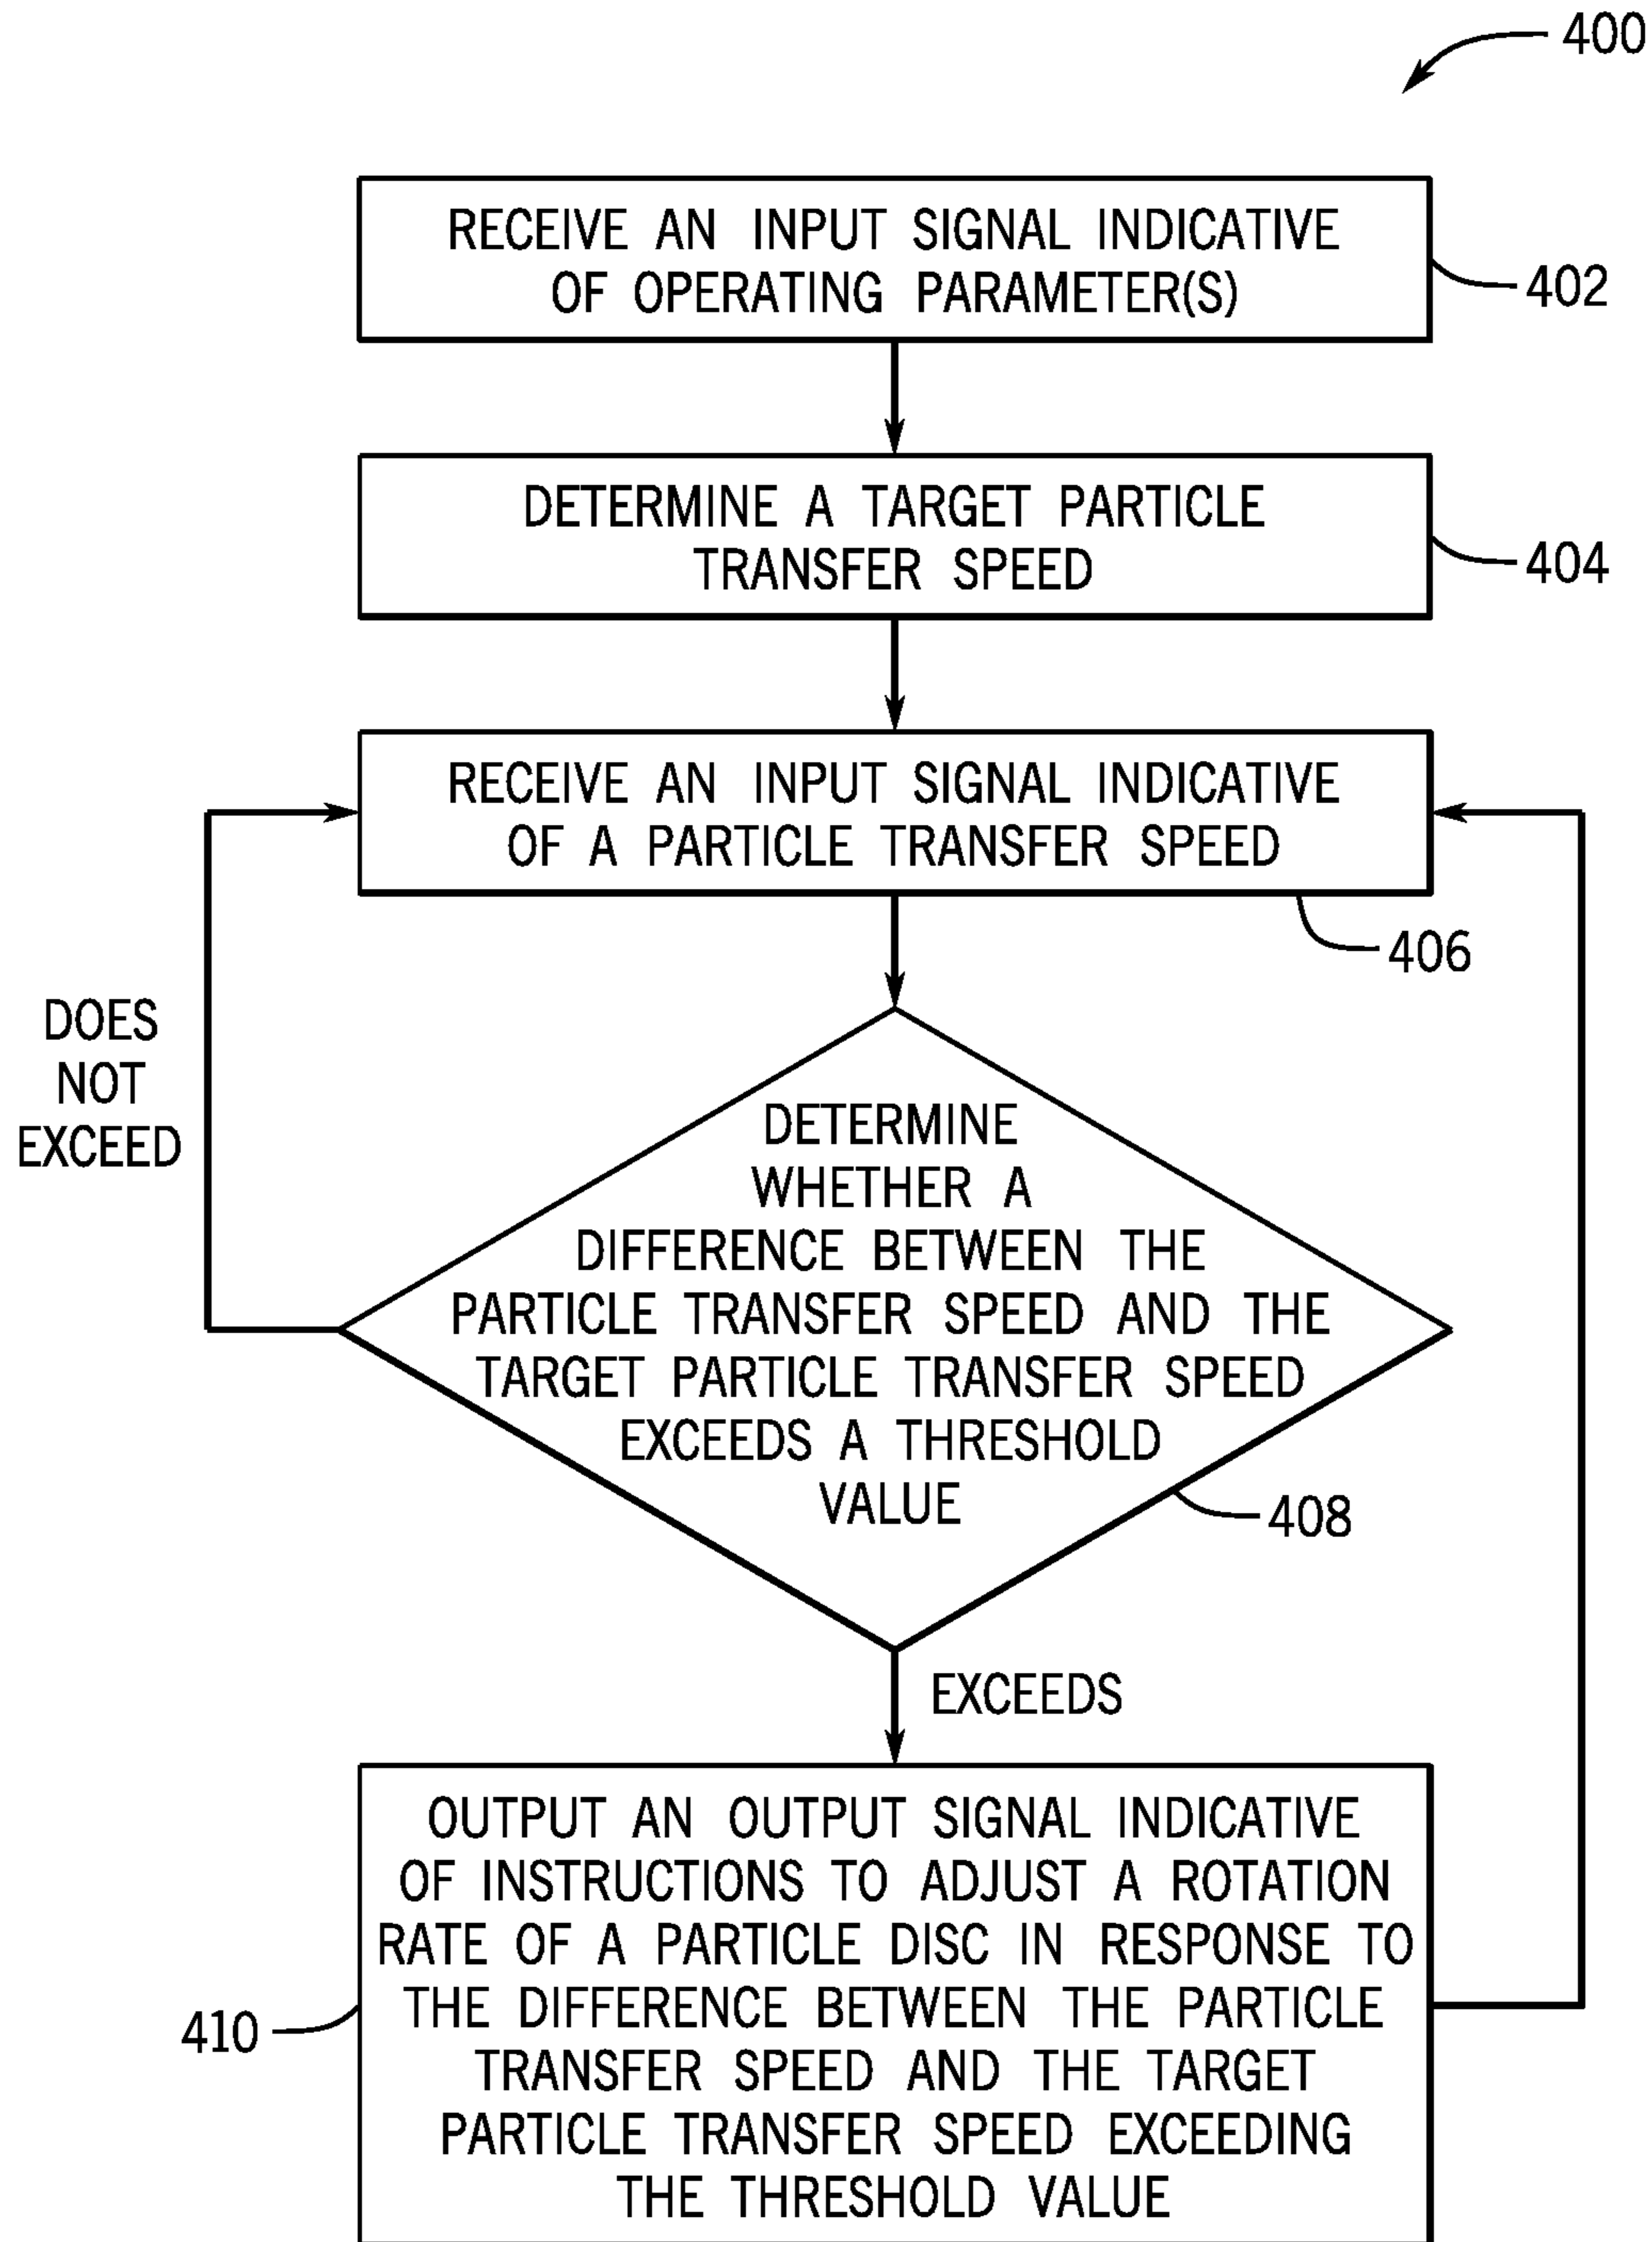 400
RECEIVE AN INPUT SIGNAL INDICATIVE
OF OPERATING PARAMETER(S)
402
DETERMINE A TARGET PARTICLE
TRANSFER SPEED
404
RECEIVE AN INPUT SIGNAL INDICATIVE
OF A PARTICLE TRANSFER SPEED
406
DOES
NOT
EXCEED
DETERMINE
WHETHER A
DIFFERENCE BETWEEN THE
PARTICLE TRANSFER SPEED AND THE
TARGET PARTICLE TRANSFER SPEED
EXCEEDS A THRESHOLD
VALUE
408
EXCEEDS
OUTPUT AN OUTPUT SIGNAL INDICATIVE
OF INSTRUCTIONS TO ADJUST A ROTATION
RATE OF A PARTICLE DISC IN RESPONSE TO
THE DIFFERENCE BETWEEN THE PARTICLE
TRANSFER SPEED AND THE TARGET
PARTICLE TRANSFER SPEED EXCEEDING
THE THRESHOLD VALUE
410